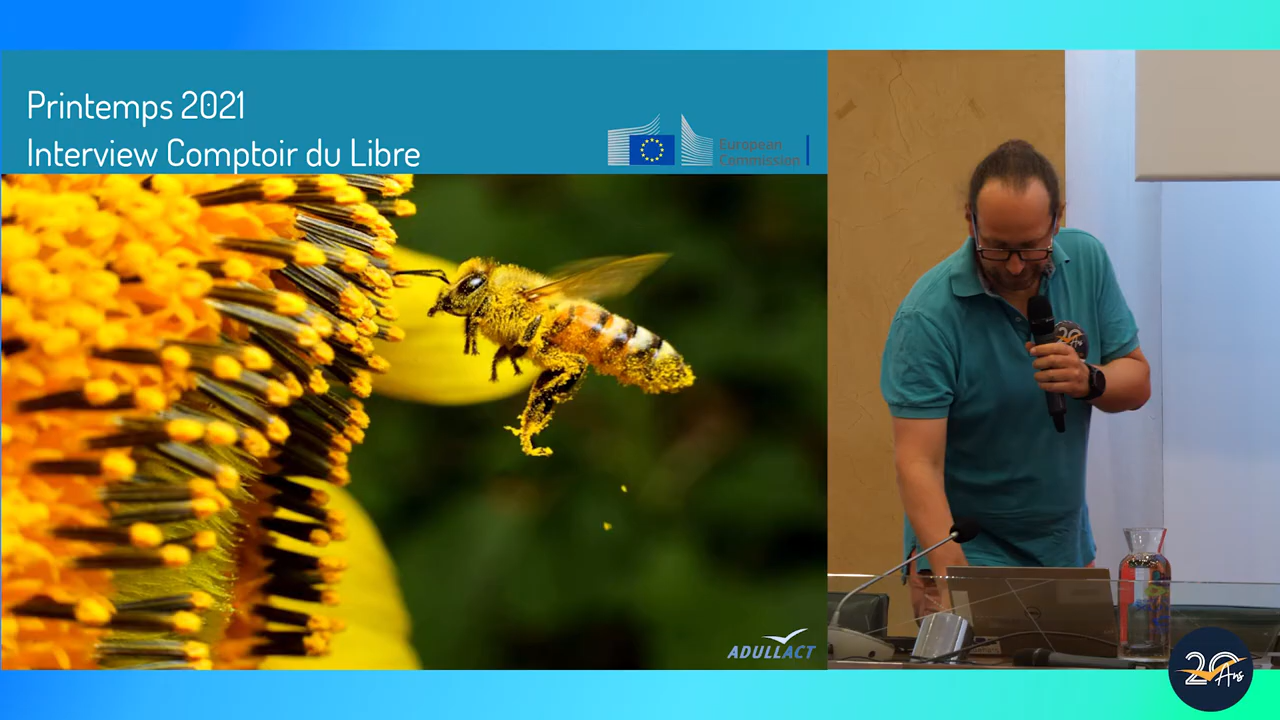 Printemps 2021
Interview Comptoir du Libre
European
Commission
ADULLACT
20
Ans